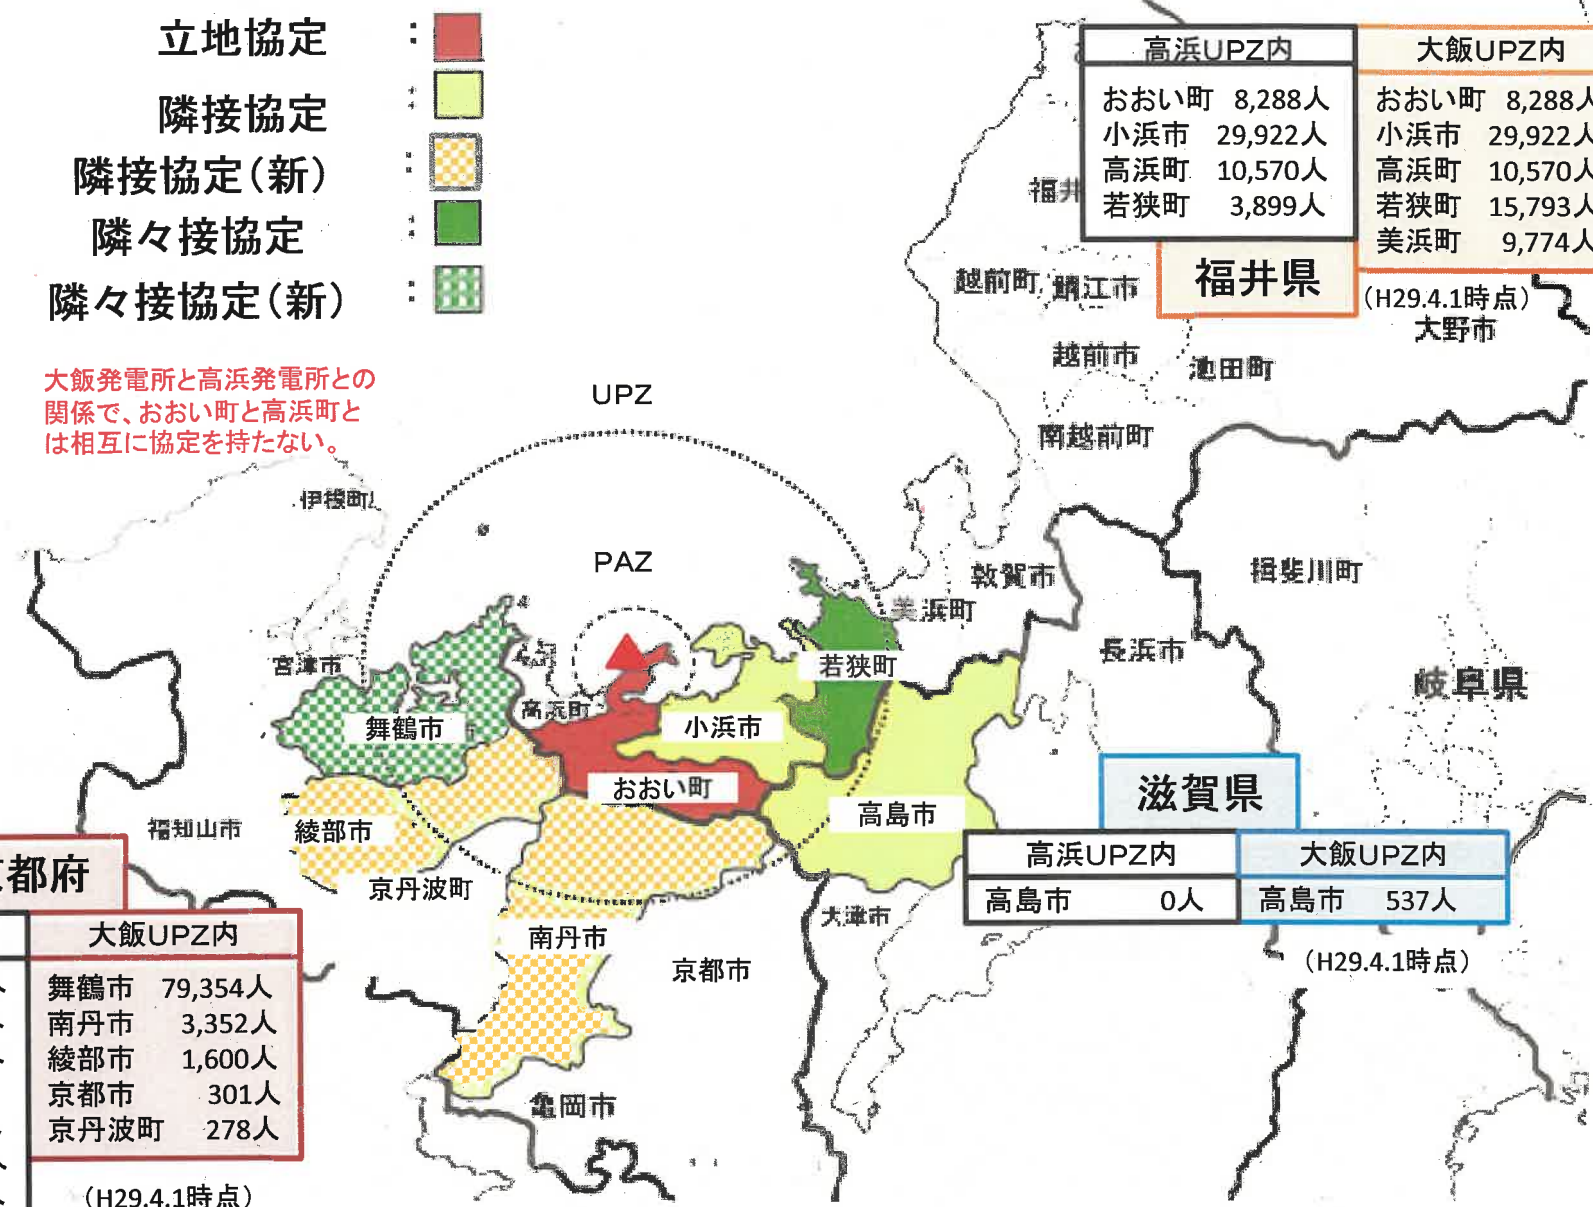 立地協定
隣接協定
隣接協定(新)
隣々接協定
隣々接協定(新)
大飯発電所と高浜発電所との
関係で、おおい町と高浜町と
は相互に協定を持たない。
高浜UPZ内
おおい町 8,288人
小浜市 29,922人
高浜町 10,570人
若狭町 3,899人
大飯UPZ内
おおい町 8,288人
小浜市 29,922人
高浜町 10,570人
若狭町 15,793人
美浜町 9,774人
福井県
(H29.4.1時点)
福井
越前町
鯖江市
越前市
池田町
大野市
南越前町
UPZ
PAZ
伊根町
宮津市
敦賀市
美浜町
揖斐川町
長浜市
岐阜県
若狭町
高浜町
小浜市
舞鶴市
おおい町
高島市
綾部市
福知山市
京丹波町
南丹市
京都市
大津市
亀岡市
滋賀県
高浜UPZ内
高島市 0人
大飯UPZ内
高島市 537人
(H29.4.1時点)
都府
大飯UPZ内
舞鶴市 79,354人
南丹市 3,352人
綾部市 1,600人
京都市 301人
京丹波町 278人
(H29.4.1時点)